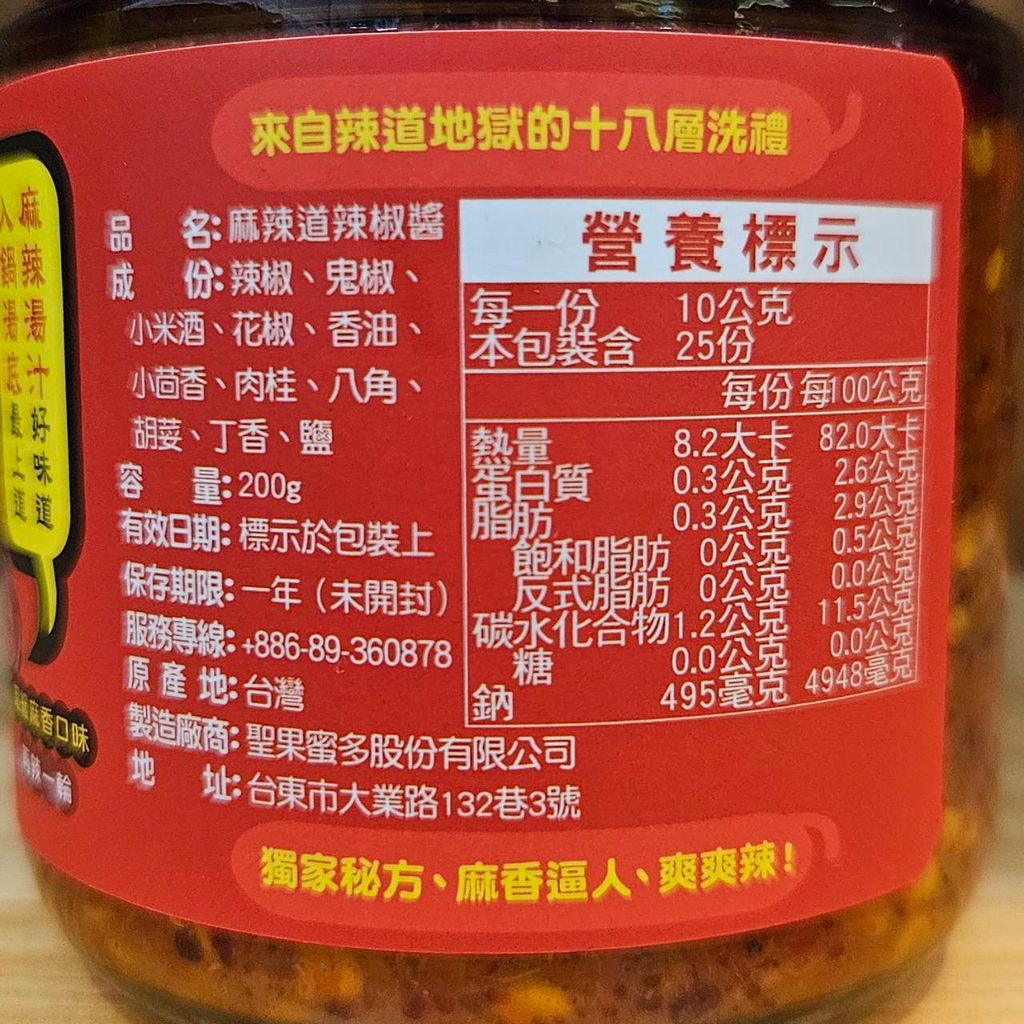 來自辣道地獄的十八層洗禮
麻辣湯汁好味道
品 名:麻辣道辣椒醬
成 份:辣椒、鬼椒、
小米酒、花椒、香油、
小茴香、肉桂、八角、
胡荽、丁香、鹽
容 量:200g
有效日期:標示於包裝上
保存期限:一年(未開封)
服務專線:+886-89-360878
原產地:台灣
製造廠商:聖果蜜多股份有限公司
地 址:台東市大業路132巷3號
營養標示
每一份 10公克
本包裝含 25份
每份 每100公克
熱量 8.2大卡 82.0大卡
蛋白質 0.3公克 2.6公克
脂肪 0.3公克 2.9公克
飽和脂肪 0公克 0.5公克
反式脂肪 0公克 0.0公克
碳水化合物 1.2公克 11.5公克
糖 0.0公克 0.0公克
鈉 495毫克 4948毫克
麻香口味
獨家秘方、麻香逼人、爽爽辣!